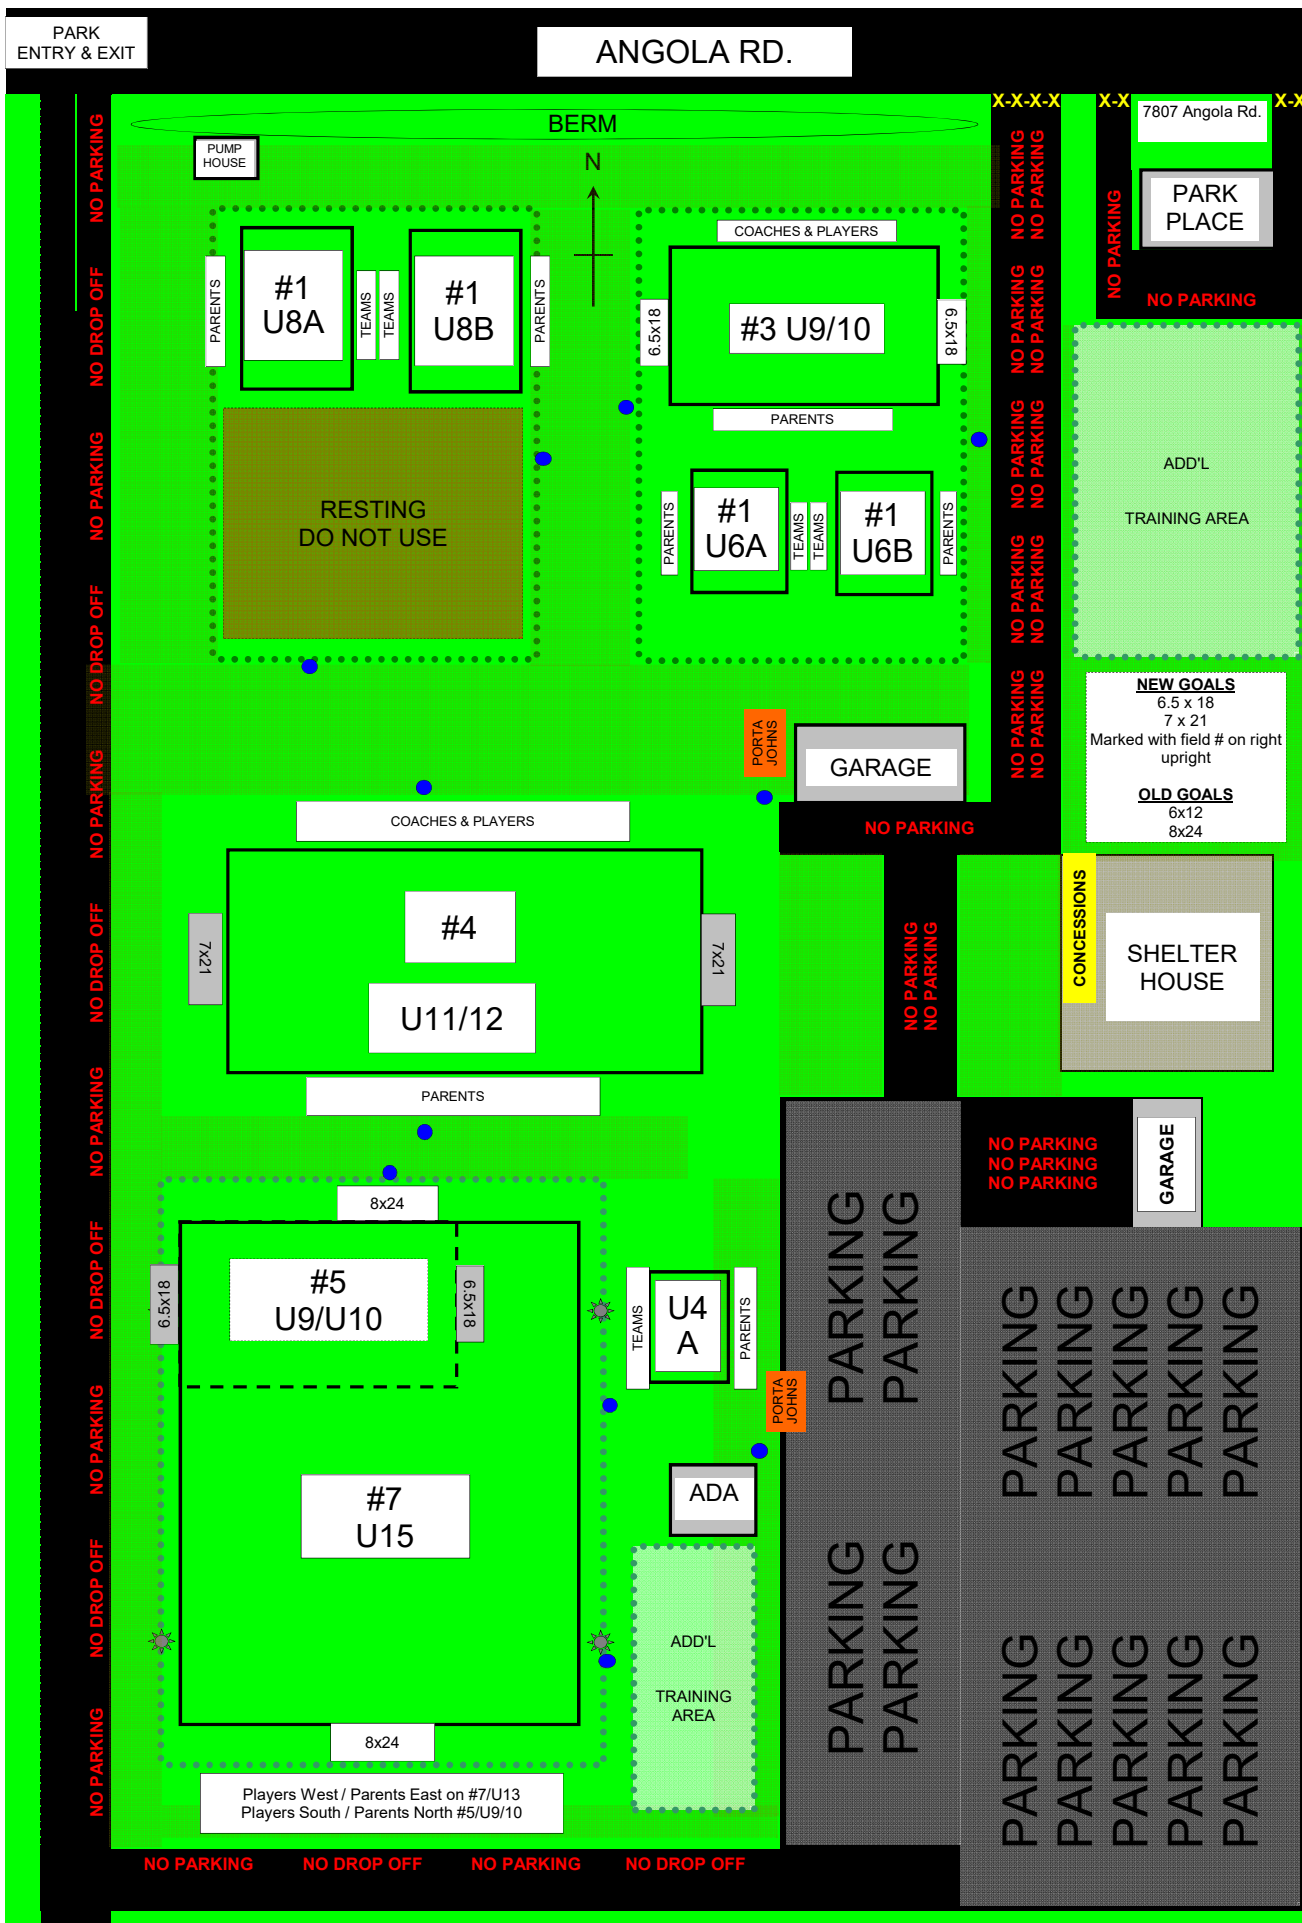 PARK
ENTRY & EXIT
ANGOLA RD.
X-X-X-X
X-X
X-X
7807 Angola Rd.
BERM
PUMP
HOUSE
N
PARK
PLACE
NO PARKING
NO PARKING
COACHES & PLAYERS
#1
U8A
#1
U8B
PARENTS
TEAMS
TEAMS
PARENTS
6.5x18
#3 U9/10
6.5x18
PARENTS
RESTING
DO NOT USE
PARENTS
#1
U6A
TEAMS
TEAMS
#1
U6B
PARENTS
NO PARKING
NO PARKING
NO PARKING
NO PARKING
NO PARKING
NO PARKING
NO PARKING
NO PARKING
NO PARKING
NO PARKING
ADD'L
TRAINING AREA
NEW GOALS
6.5 x 18
7 x 21
Marked with field # on right
upright
OLD GOALS
6x12
8x24
PORTA
JOHNS
GARAGE
NO PARKING
NO PARKING
NO DROP OFF
NO PARKING
NO DROP OFF
NO PARKING
NO DROP OFF
NO PARKING
NO DROP OFF
NO PARKING
NO DROP OFF
NO PARKING
COACHES & PLAYERS
7x21
#4
U11/12
7x21
PARENTS
NO PARKING
NO PARKING
CONCESSIONS
SHELTER
HOUSE
NO PARKING
NO PARKING
NO PARKING
GARAGE
8x24
6.5x18
#5
U9/U10
6.5x18
TEAMS
U4
A
PARENTS
PORTA
JOHNS
#7
U15
ADA
ADD'L
TRAINING
AREA
8x24
PARKING
PARKING
PARKING
PARKING
PARKING
PARKING
PARKING
PARKING
PARKING
PARKING
PARKING
PARKING
PARKING
PARKING
Players West / Parents East on #7/U13
Players South / Parents North #5/U9/10
NO PARKING
NO DROP OFF
NO PARKING
NO DROP OFF